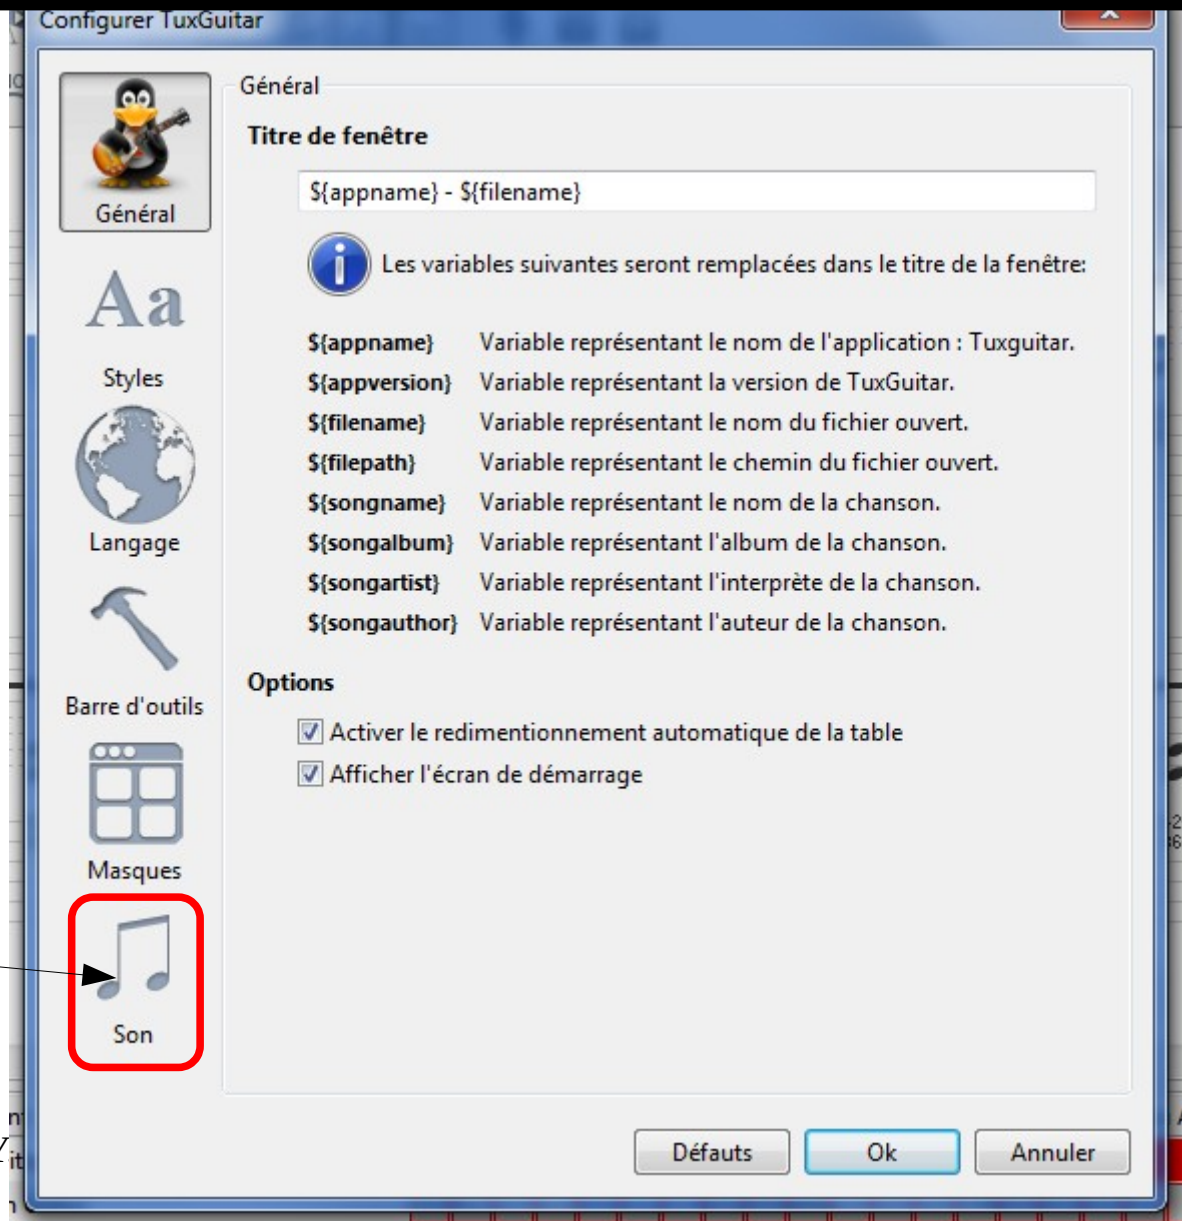 Configurer TuxGuitar
Général
Général
Titre de fenêtre
${appname} - ${filename}
Les variables suivantes seront remplacées dans le titre de la fenêtre:
${appname} Variable représentant le nom de l'application : Tuxguitar.
${appversion} Variable représentant la version de TuxGuitar.
${filename} Variable représentant le nom du fichier ouvert.
${filepath} Variable représentant le chemin du fichier ouvert.
${songname} Variable représentant le nom de la chanson.
${songalbum} Variable représentant l'album de la chanson.
${songartist} Variable représentant l'interprète de la chanson.
${songauthor} Variable représentant l'auteur de la chanson.
Options
Activer le redimentionnement automatique de la table
Afficher l'écran de démarrage
Aa
Styles
Langage
Barre d'outils
Masques
Son
Défauts Ok Annuler